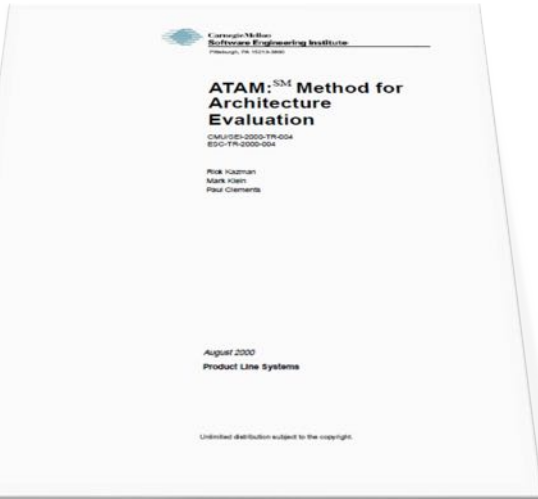 Carnegie Mellon
Software Engineering Institute
Pittsburgh, PA 15213-3890
ATAM:SM Method for
Architecture
Evaluation
CMU/SEI-2000-TR-004
ESC-TR-2000-004
Rick Kazman
Mark Klein
Paul Clements
August 2000
Product Line Systems
Unlimited distribution subject to the copyright.